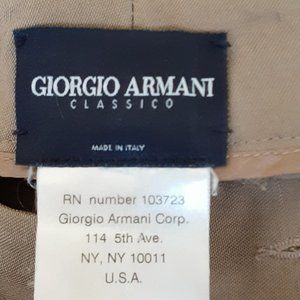 GIORGIO ARMANI
CLASSICO
MADE IN ITALY
RN number 103723
Giorgio Armani Corp.
114 5th Ave.
NY, NY 10011
U.S.A.